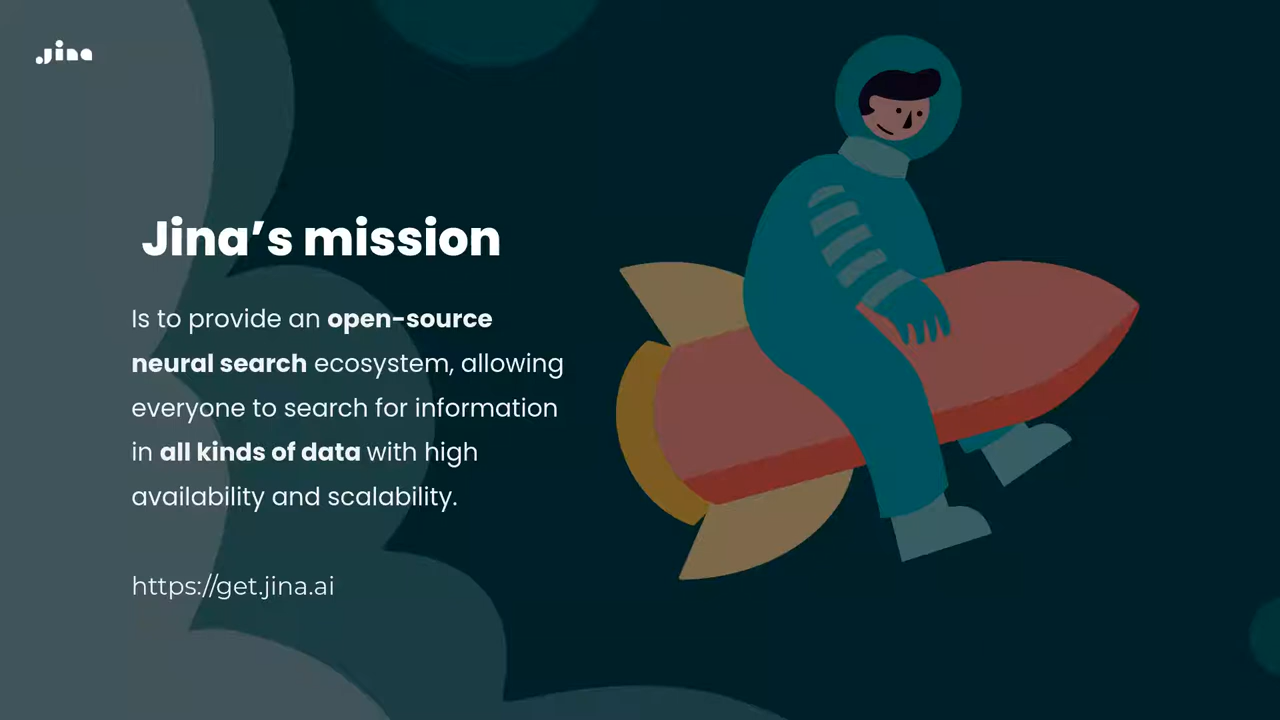 Jina
Jina’s mission
Is to provide an open-source
neural search ecosystem, allowing
everyone to search for information
in all kinds of data with high
availability and scalability.
https://get.jina.ai